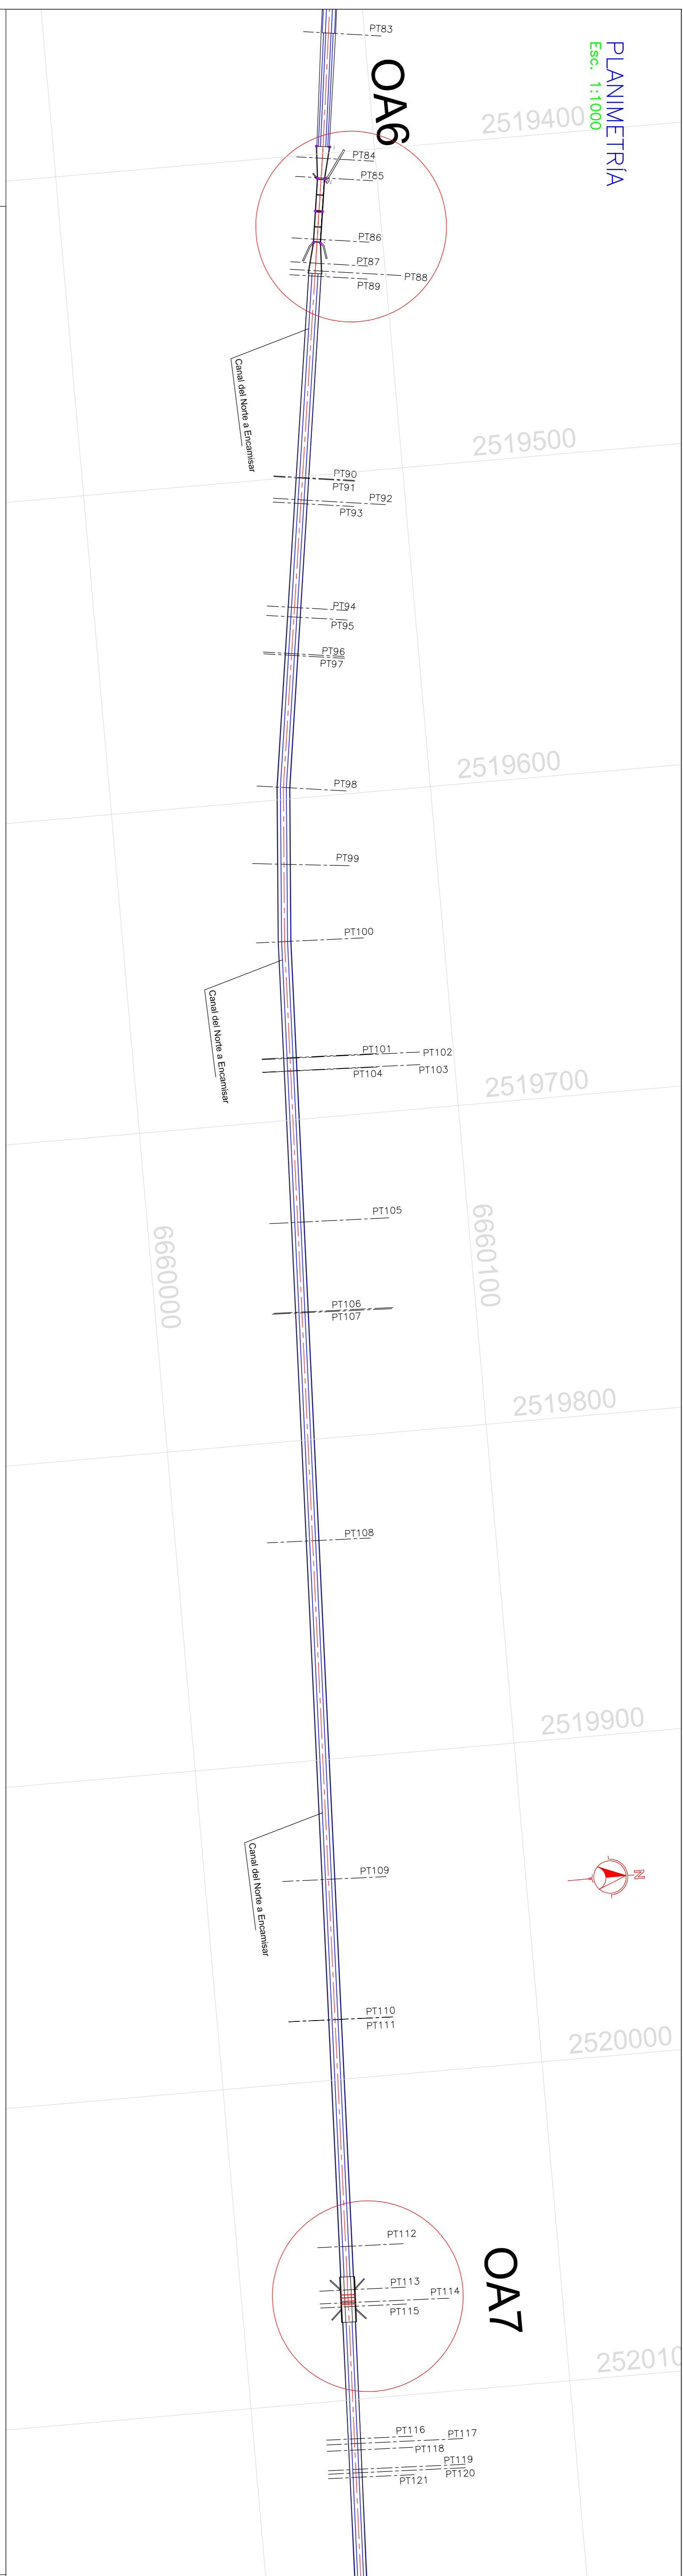 PLANIMETRÍA
Esc. 1:1000
PT83
OA6
2519400
PT84
PT85
PT86
PT87
PT88
PT89
Canal del Norte a Encamisar
2519500
PT90
PT91
PT92
PT93
PT94
PT95
PT96
PT97
2519600
PT98
PT99
PT100
Canal del Norte a Encamisar
PT101
PT102
PT103
PT104
2519700
PT105
6660000
6660100
PT106
PT107
2519800
PT108
2519900
Canal del Norte a Encamisar
PT109
N
PT110
PT111
2520000
PT112
OA7
PT113
PT114
PT115
252010
PT116
PT117
PT118
PT119
PT120
PT121